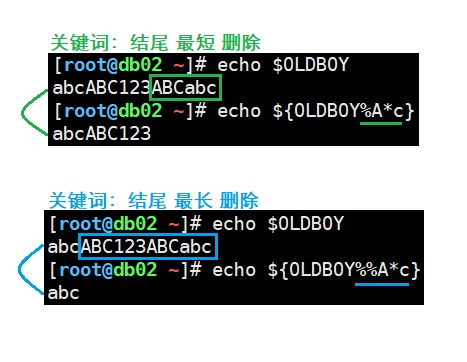 关键词：结尾 最短 删除
[root@db02 ~]# echo $OLDBOY
abcABC123ABCabc
[root@db02 ~]# echo ${OLDBOY%A*c}
abcABC123
关键词：结尾 最长 删除
[root@db02 ~]# echo $OLDBOY
abcABC123ABCabc
[root@db02 ~]# echo ${OLDBOY%%A*c}
abc